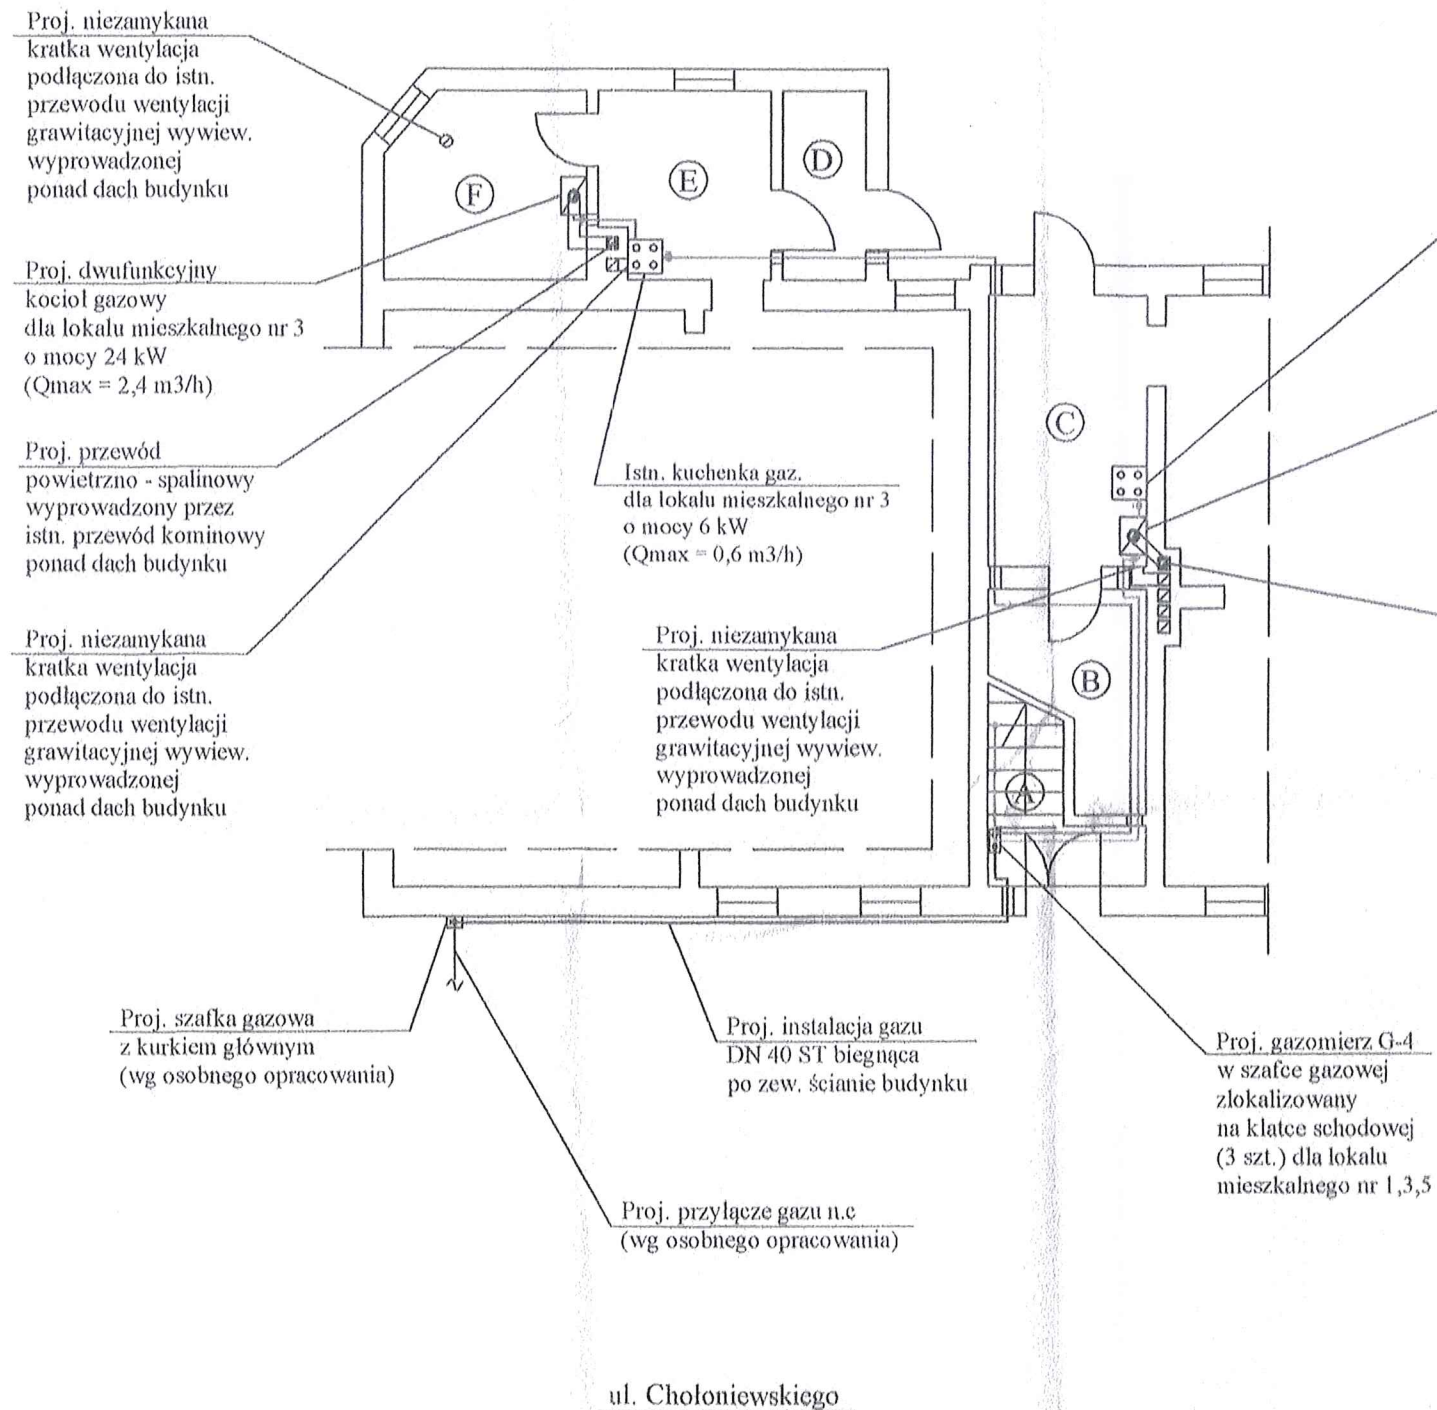 Proj. niezamykana
kratka wentylacja
podłączona do istn.
przewodu wentylacji
grawitacyjnej wywiew.
wyprowadzonej
ponad dach budynku
Proj. dwufunkcyjny
kocioł gazowy
dla lokalu mieszkalnego nr 3
o mocy 24 kW
(Qmax = 2,4 m3/h)
Proj. przewód
powietrzno - spalinowy
wyprowadzony przez
istn. przewód kominowy
ponad dach budynku
Proj. niezamykana
kratka wentylacja
podłączona do istn.
przewodu wentylacji
grawitacyjnej wywiew.
wyprowadzonej
ponad dach budynku
F
E
D
C
B
A
Istn. kuchenka gaz.
dla lokalu mieszkalnego nr 3
o mocy 6 kW
(Qmax = 0,6 m3/h)
Proj. niezamykana
kratka wentylacja
podłączona do istn.
przewodu wentylacji
grawitacyjnej wywiew.
wyprowadzonej
ponad dach budynku
Proj. szafka gazowa
z kurkiem głównym
(wg osobnego opracowania)
Proj. instalacja gazu
DN 40 ST biegnąca
po zew. ścianie budynku
Proj. gazomierz G-4
w szafce gazowej
zlokalizowany
na klatce schodowej
(3 szt.) dla lokalu
mieszkalnego nr 1,3,5
Proj. przyłącze gazu n.c
(wg osobnego opracowania)
ul. Chołoniewskiego